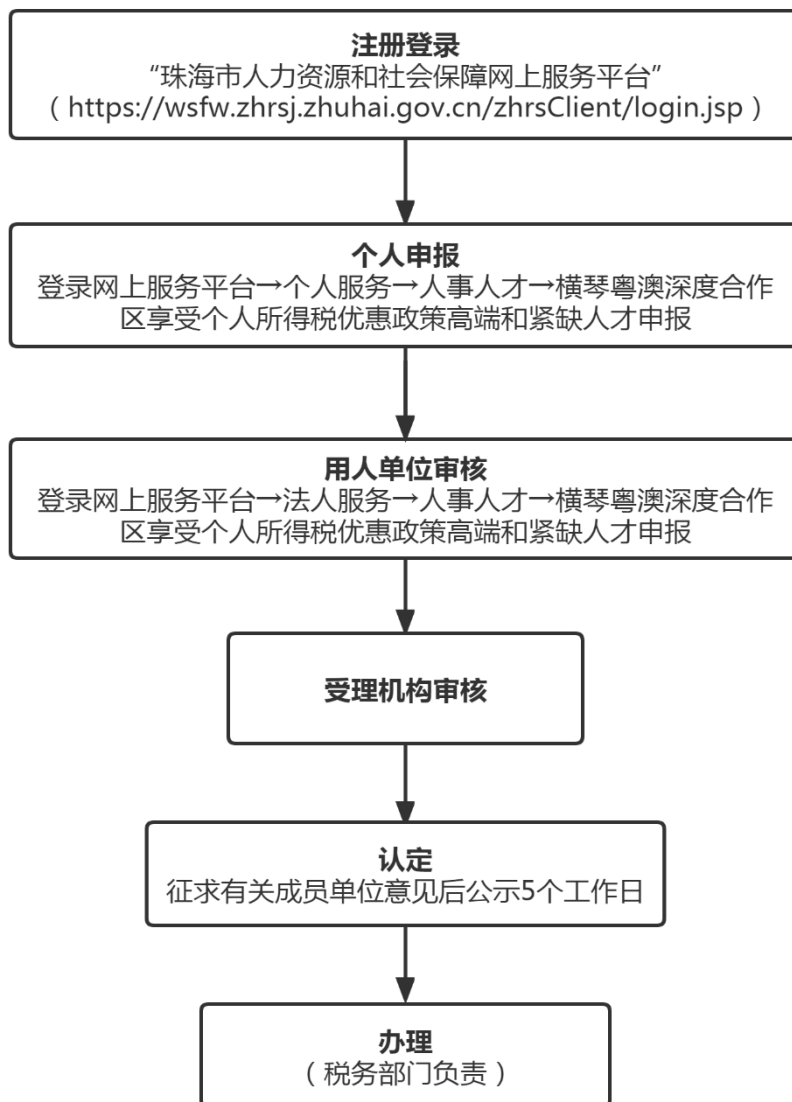 注册登录
“珠海市人力资源和社会保障网上服务平台”
（https://wsfw.zhrsj.zhuhai.gov.cn/zhrsClient/login.jsp）
个人申报
登录网上服务平台→个人服务→人事人才→横琴粤澳深度合作
区享受个人所得税优惠政策高端和紧缺人才申报
用人单位审核
登录网上服务平台→法人服务→人事人才→横琴粤澳深度合作
区享受个人所得税优惠政策高端和紧缺人才申报
受理机构审核
认定
征求有关成员单位意见后公示5个工作日
办理
（税务部门负责）